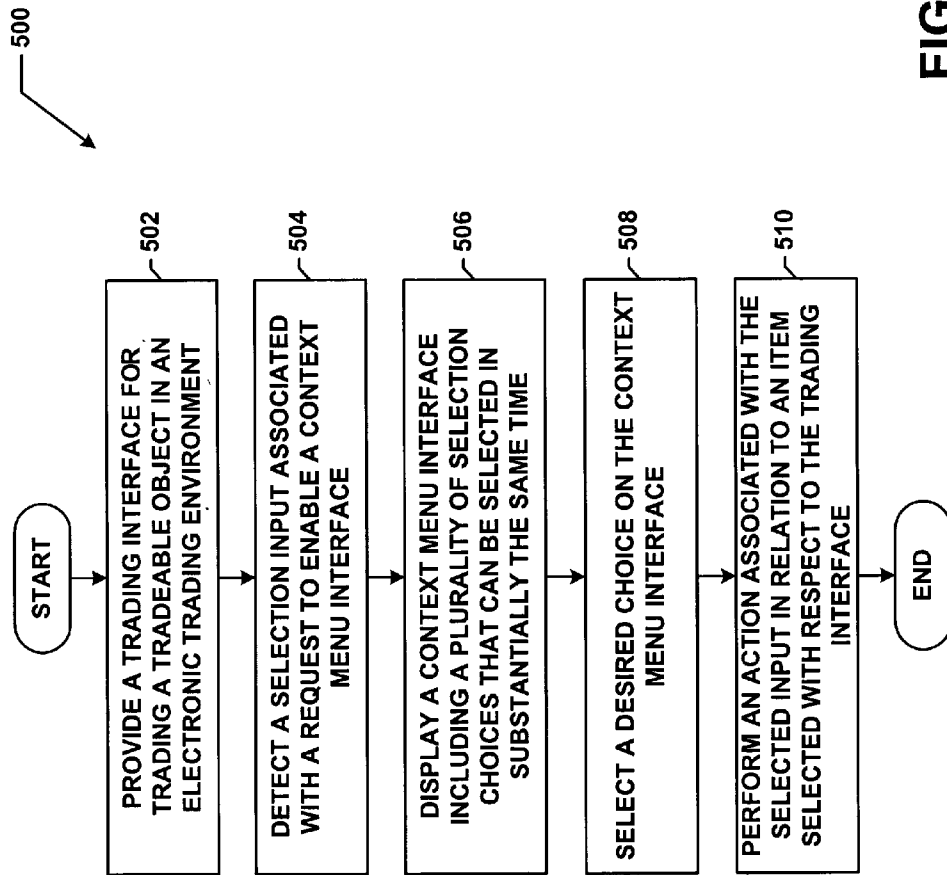 500
START
502
PROVIDE A TRADING INTERFACE FOR
TRADING A TRADEABLE OBJECT IN AN
ELECTRONIC TRADING ENVIRONMENT
504
DETECT A SELECTION INPUT ASSOCIATED
WITH A REQUEST TO ENABLE A CONTEXT
MENU INTERFACE
506
DISPLAY A CONTEXT MENU INTERFACE
INCLUDING A PLURALITY OF SELECTION
CHOICES THAT CAN BE SELECTED IN
SUBSTANTIALLY THE SAME TIME
508
SELECT A DESIRED CHOICE ON THE CONTEXT
MENU INTERFACE
510
PERFORM AN ACTION ASSOCIATED WITH THE
SELECTED INPUT IN RELATION TO AN ITEM
SELECTED WITH RESPECT TO THE TRADING
INTERFACE
END
FIG